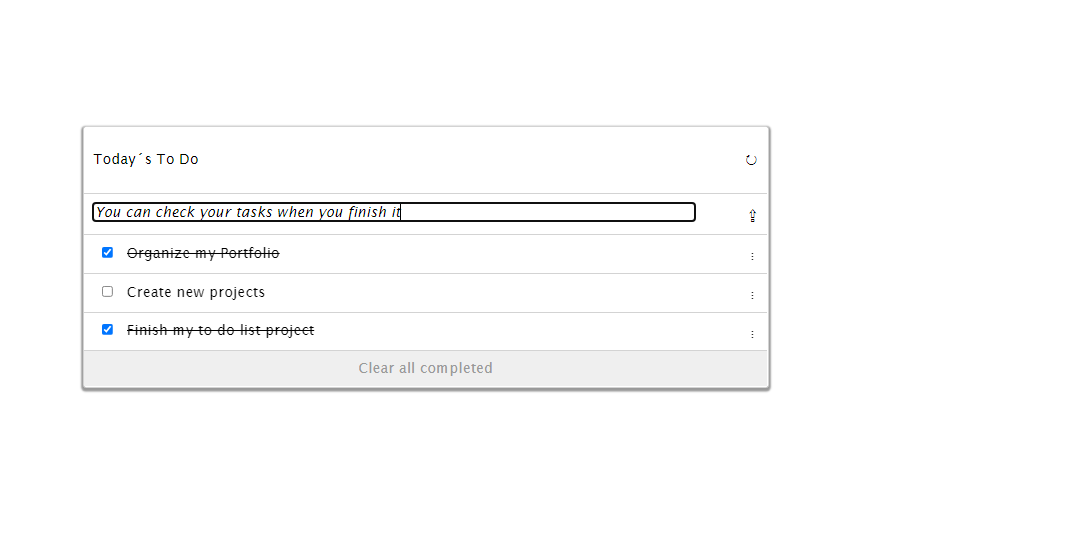 Today´s To Do
You can check your tasks when you finish it
Organize my Portfolio
Create new projects
Finish my to do list project
Clear all completed